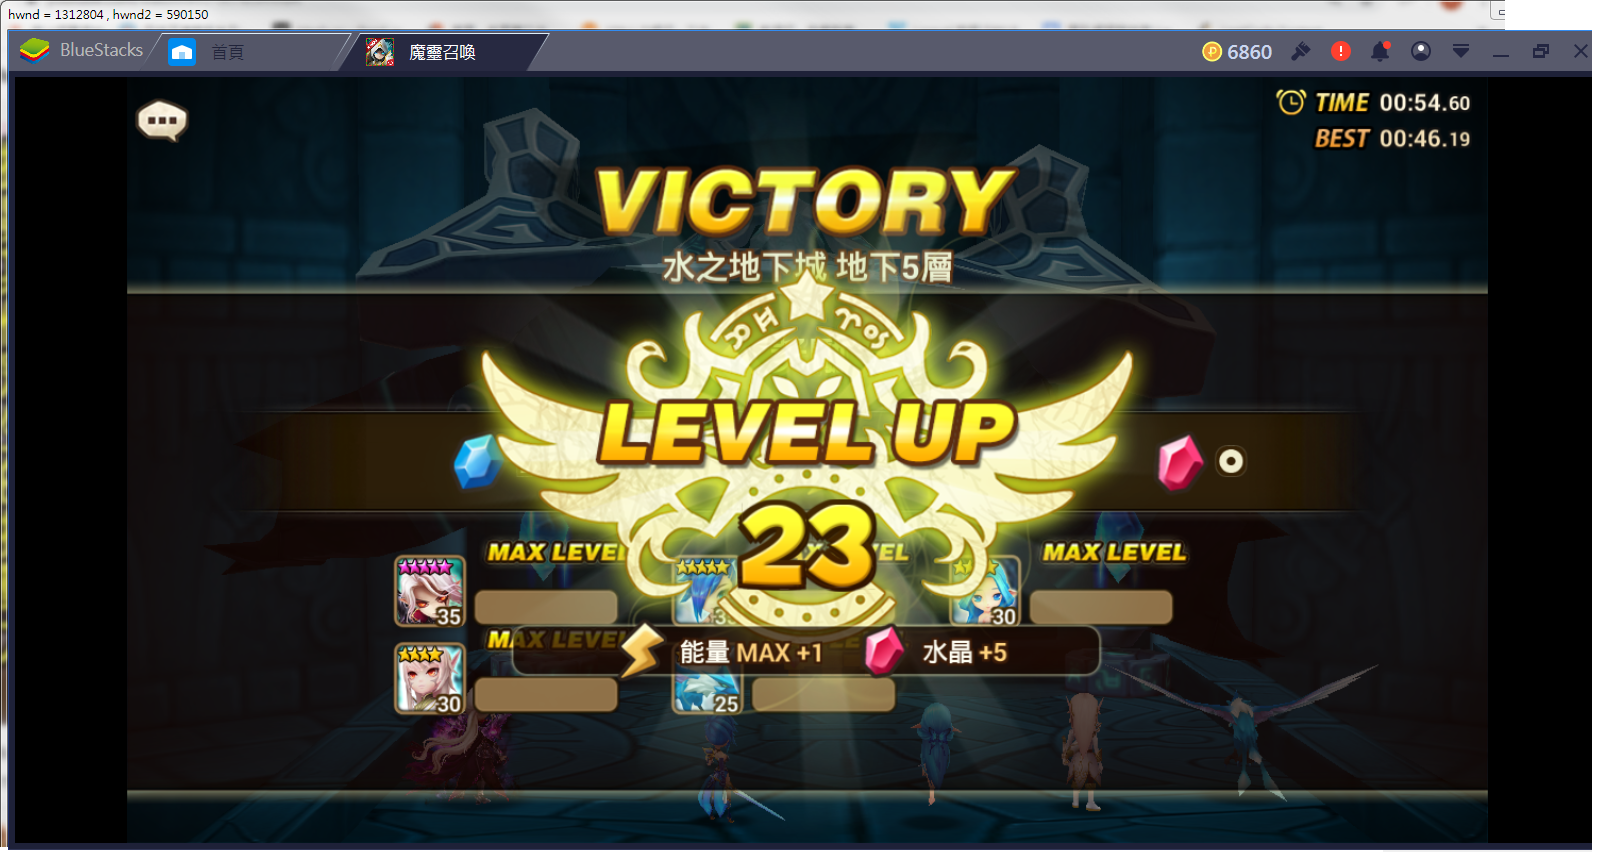 hwnd = 1312804 , hwnd2 = 590150
BlueStacks
首頁
魔靈召喚
6860
TIME 00:54.60
BEST 00:46.19
VICTORY
水之地下城 地下5層
LEVEL UP
23
MAX LEVEL
MAX LEVEL
35
30
MAX LEVEL
能量 MAX +1
水晶 +5
30
25